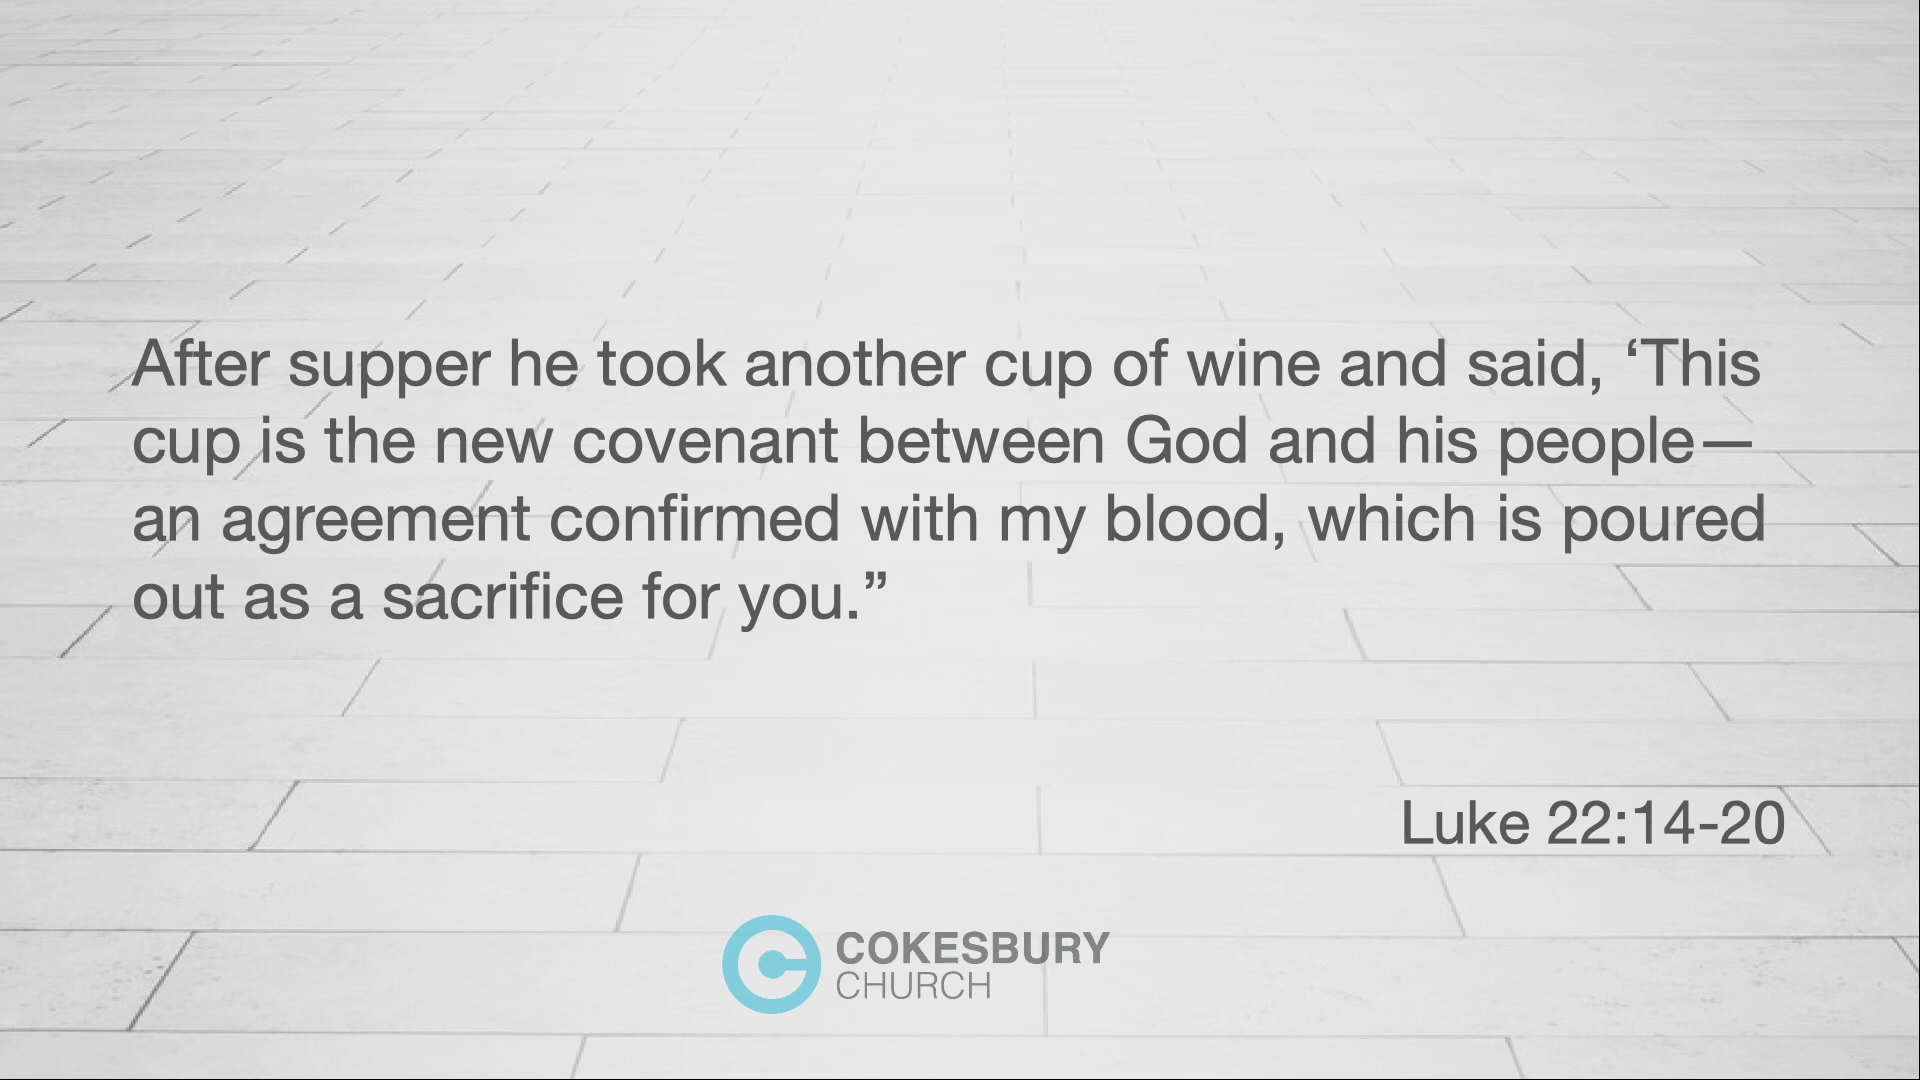 After supper he took another cup of wine and said, ‘This
cup is the new covenant between God and his people—
an agreement confirmed with my blood, which is poured
out as a sacrifice for you.”
Luke 22:14-20
COKESBURY
CHURCH